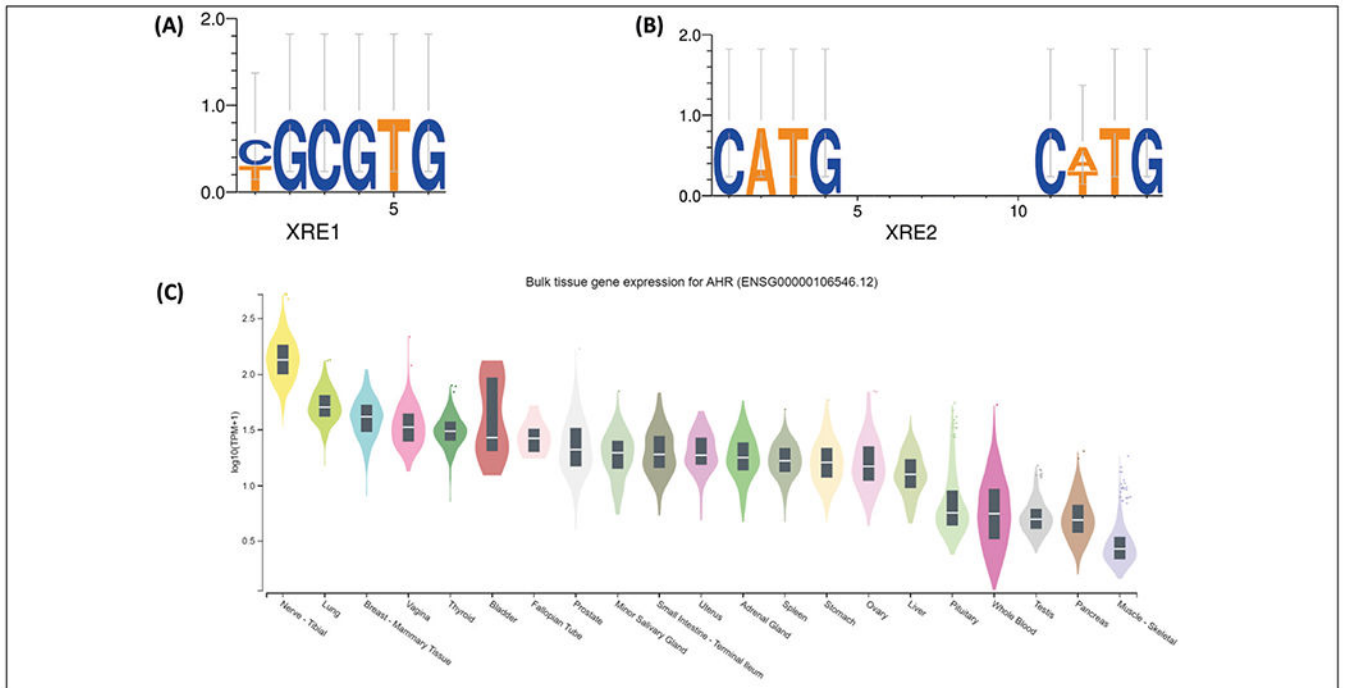 (A)
2.0
1.0
0.0
CTGCGTG
5
XRE1
(B)
2.0
1.0
0.0
CATG
CATTG
5
10
XRE2
(C)
Bulk tissue gene expression for AHR (ENSG00000106546.12)
log10(TPM+1)
2.5
2.0
1.5
1.0
0.5
Nerve - Tibial
Lung
Breast - Mammary Tissue
Vagina
Thyroid
Bladder
Fallopian Tube
Prostate
Minor Salivary Gland
Small Intestine - Terminal Ileum
Uterus
Adrenal Gland
Spleen
Stomach
Ovary
Liver
Pituitary
Whole Blood
Testis
Pancreas
Muscle - Skeletal